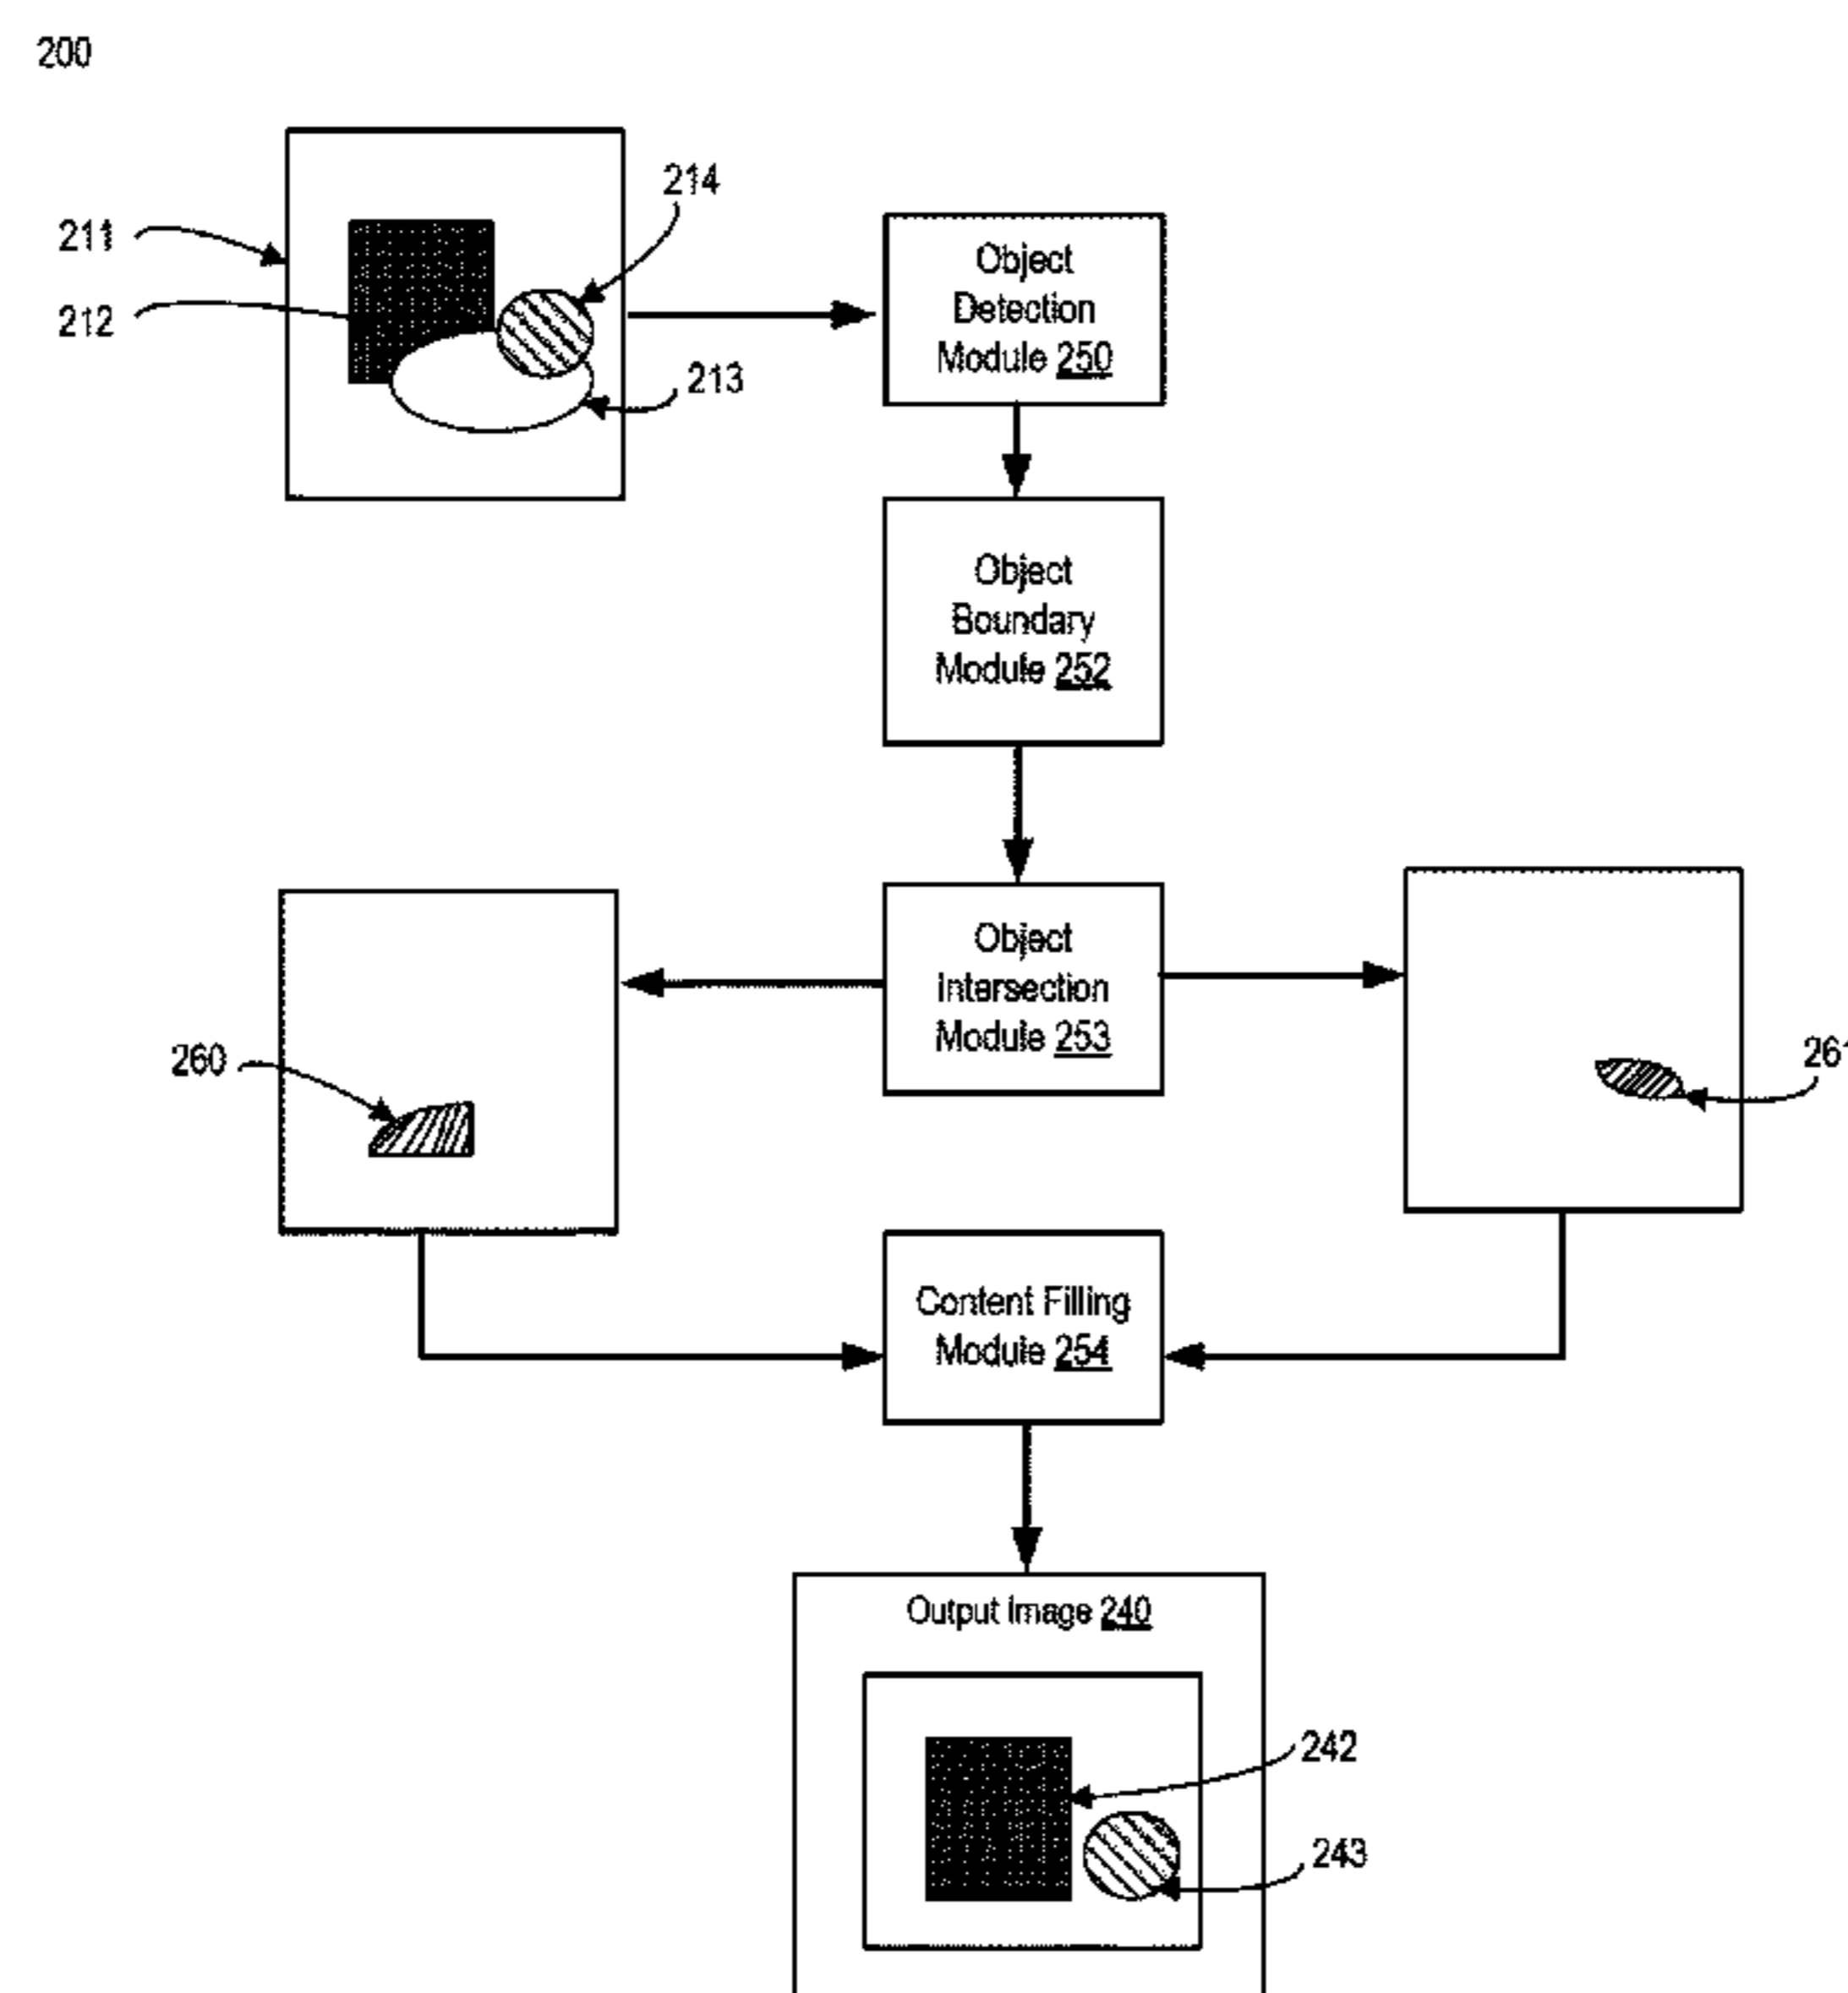 200
214
211
212
213
Object
Detection
Module 250
Object
Boundary
Module 252
Object
Intersection
Module 253
260
261
Content Filling
Module 254
Output Image 240
242
243